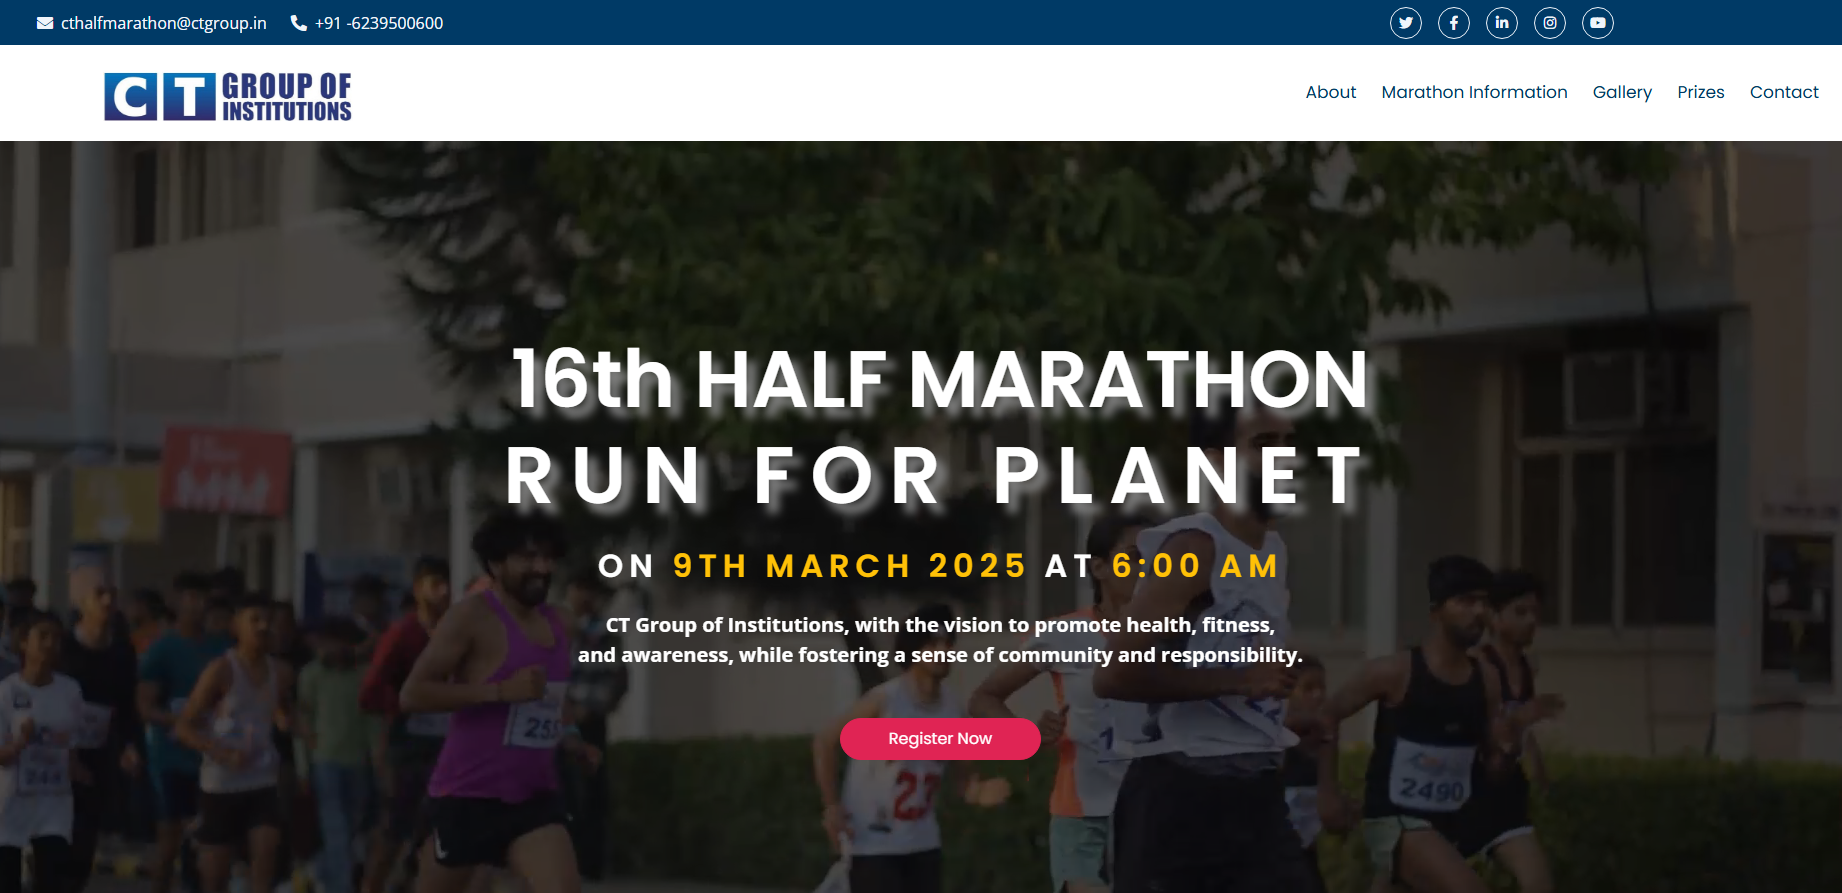 cthalfmarathon@ctgroup.in +91 -6239500600
CT GROUP OF
INSTITUTIONS
About Marathon Information Gallery Prizes Contact
16th HALF MARATHON
RUN FOR PLANET
ON 9TH MARCH 2025 AT 6:00 AM
CT Group of Institutions, with the vision to promote health, fitness,
and awareness, while fostering a sense of community and responsibility.
Register Now
2490